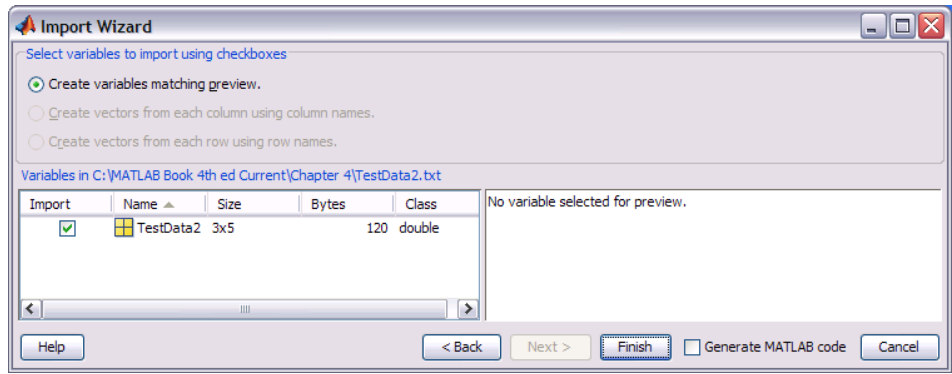 Import Wizard
Select variables to import using checkboxes
Create variables matching preview.
Create vectors from each column using column names.
Create vectors from each row using row names.
Variables in C:\MATLAB Book 4th ed Current\Chapter 4\TestData2.txt
Import Name Size Bytes Class
TestData2 3x5 120 double
No variable selected for preview.
Help < Back Next > Finish Generate MATLAB code Cancel